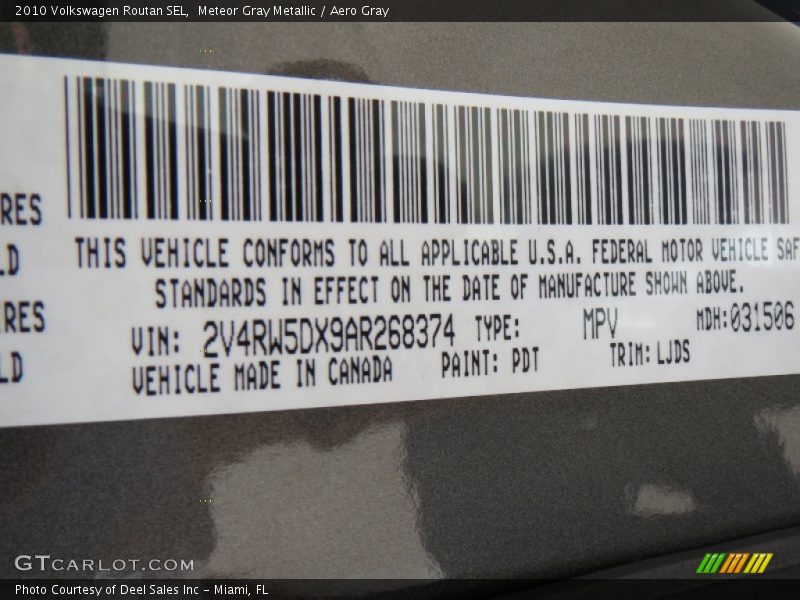 2010 Volkswagen Routan SEL, Meteor Gray Metallic / Aero Gray
RES
LD
RES
LD
THIS VEHICLE CONFORMS TO ALL APPLICABLE U.S.A. FEDERAL MOTOR VEHICLE SAF
STANDARDS IN EFFECT ON THE DATE OF MANUFACTURE SHOWN ABOVE.
VIN: 2V4RW5DX9AR268374 TYPE: MPV MDH:031506
VEHICLE MADE IN CANADA PAINT: PDT TRIM: LJDS
GTCARLOT.COM
Photo Courtesy of Deel Sales Inc - Miami, FL